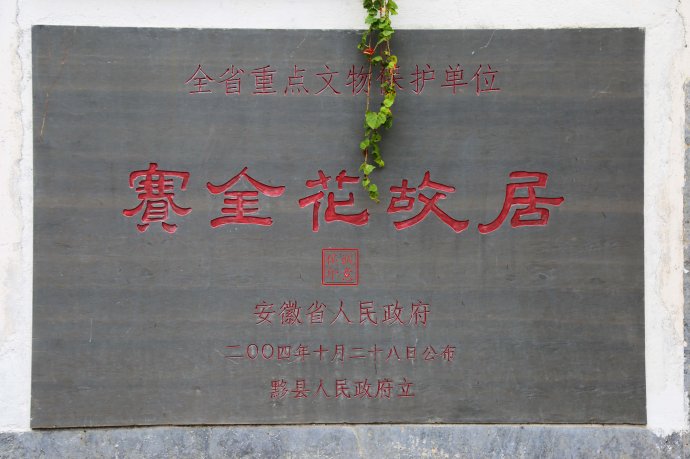 全省重点文物保护单位
賽金花故居
安徽省人民政府
二〇〇四年十月二十八日公布
黟县人民政府立